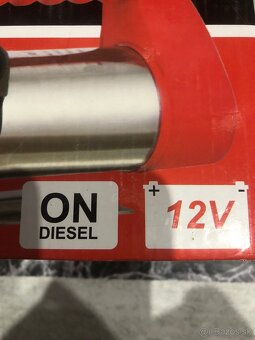 ON
DIESEL
+ -
12V